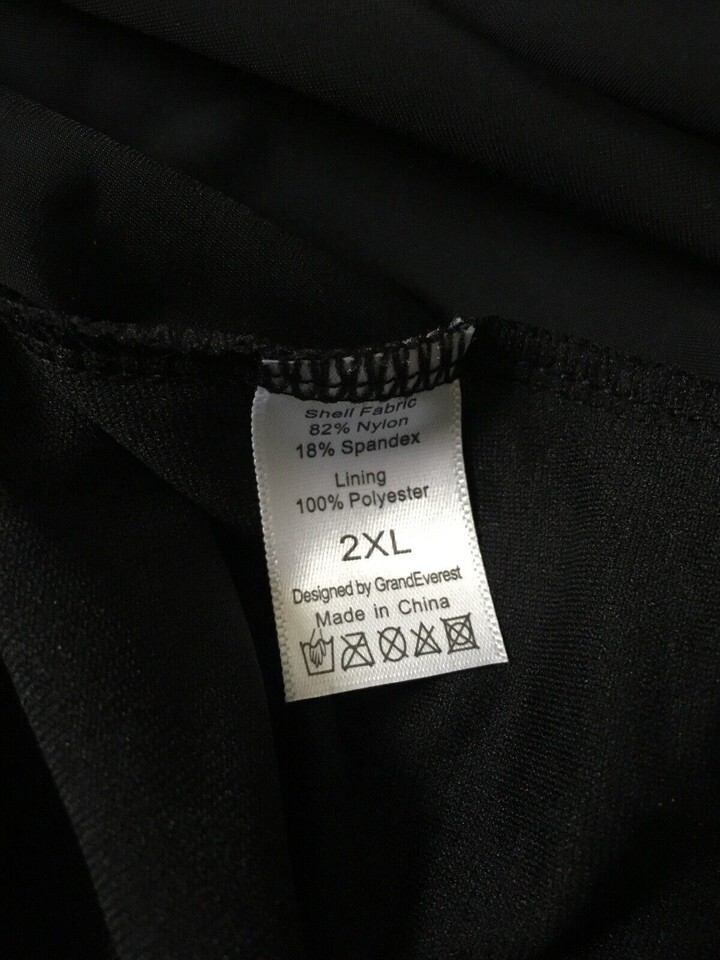 Shell Fabric
82% Nylon
18% Spandex
Lining
100% Polyester
2XL
Designed by GrandEverest
Made in China